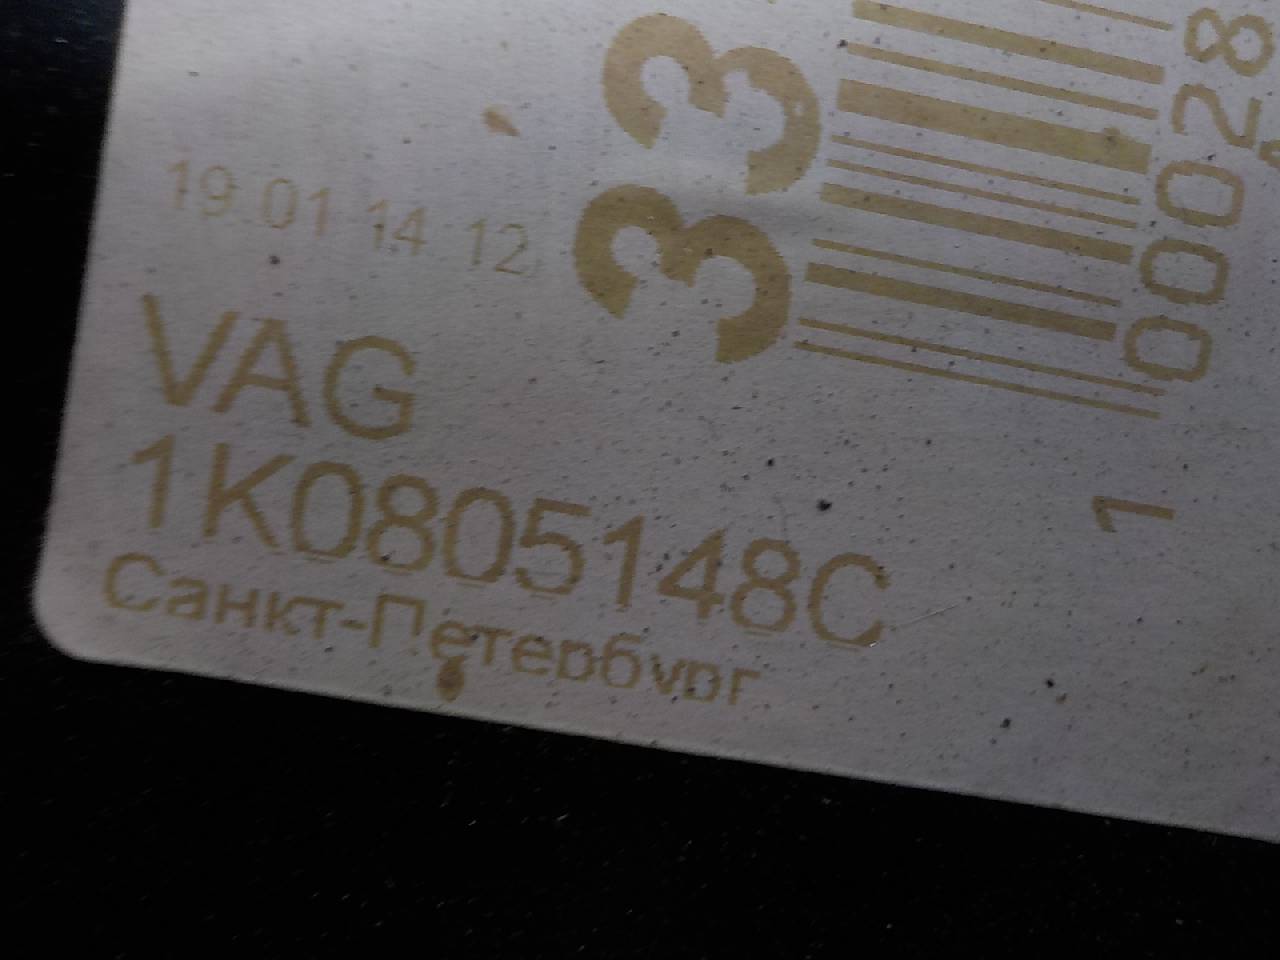 19 01 14 12
VAG
1K0805148C
Санкт-Петербург
33
00028
1